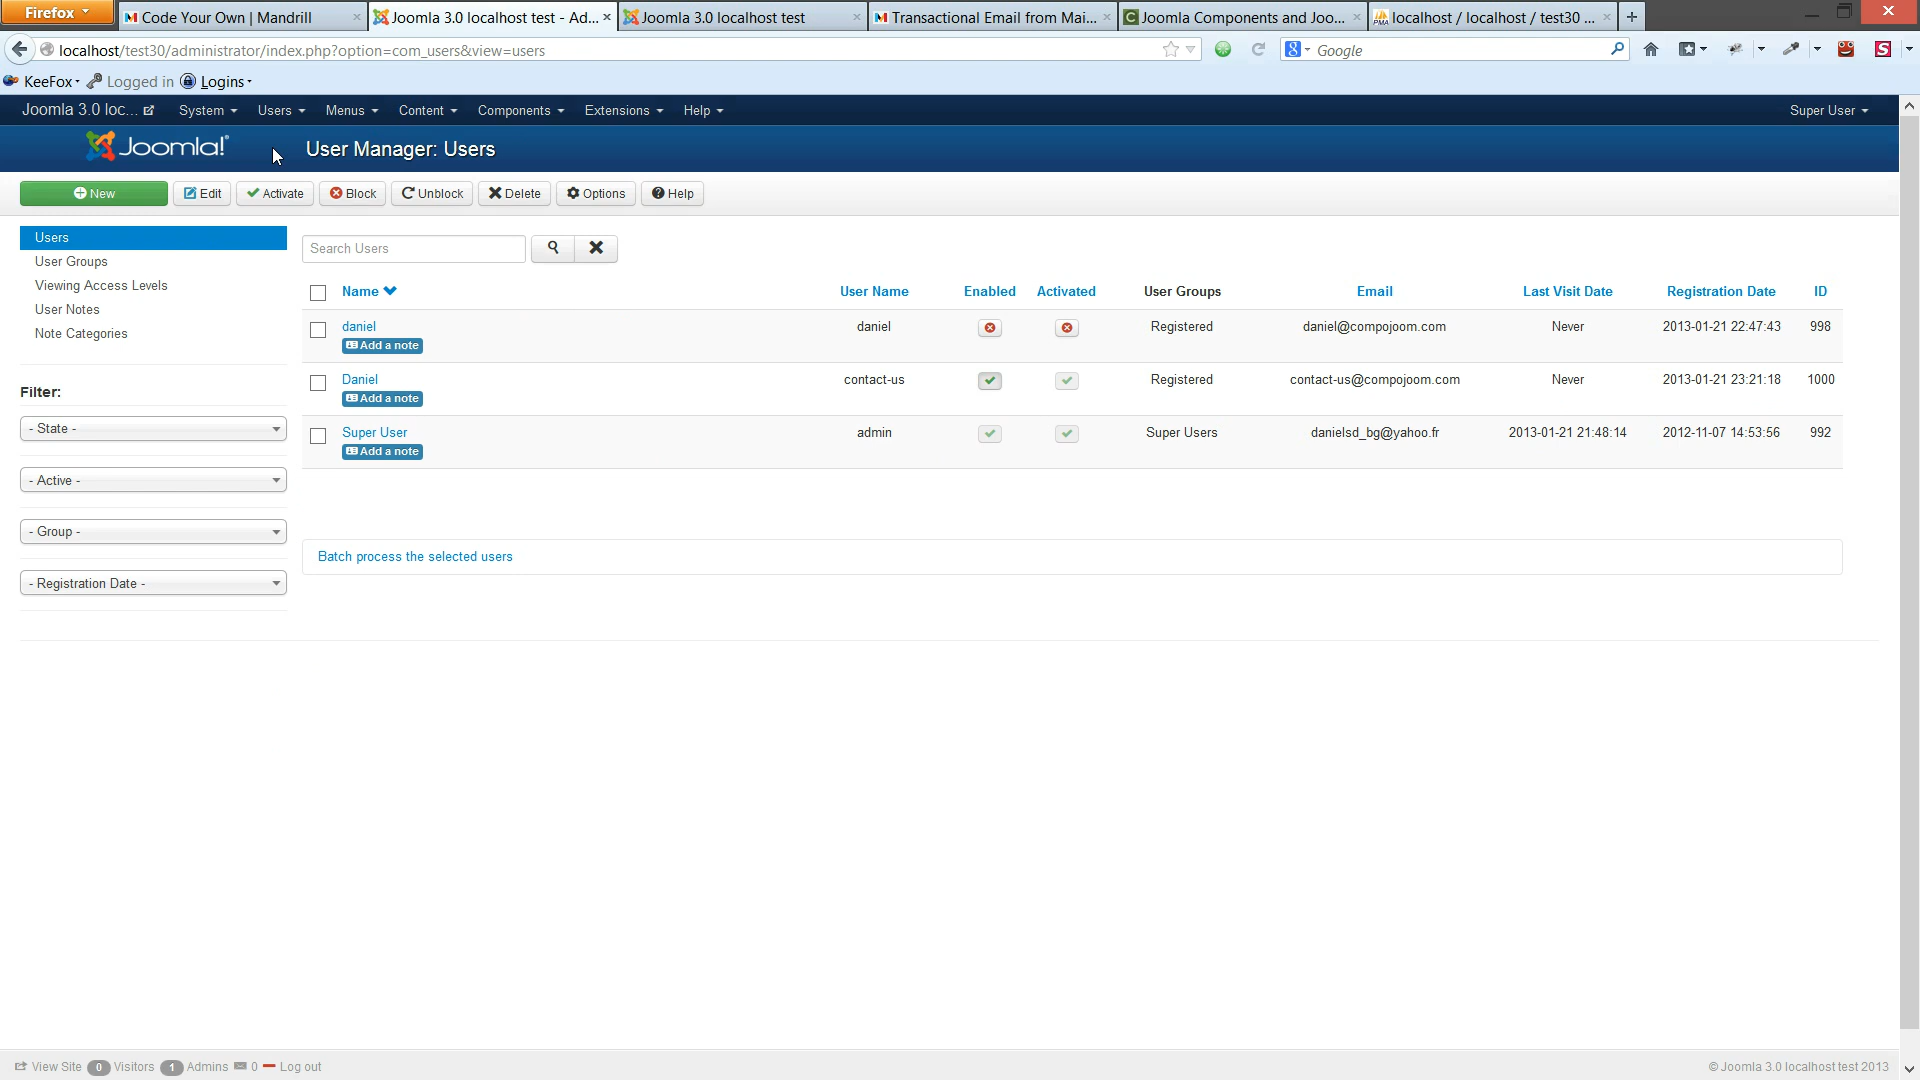 Firefox
Code Your Own | Mandrill
Joomla 3.0 localhost test - Ad...
Joomla 3.0 localhost test
Transactional Email from Mai...
Joomla Components and Joo...
localhost / localhost / test30 ...
localhost/test30/administrator/index.php?option=com_users&view=users
Google
KeeFox
Logged in
Logins
Joomla 3.0 loc...
System
Users
Menus
Content
Components
Extensions
Help
Super User
Joomla!®
User Manager: Users
New
Edit
Activate
Block
Unblock
Delete
Options
Help
Users
User Groups
Viewing Access Levels
User Notes
Note Categories
Filter:
- State -
- Active -
- Group -
- Registration Date -
Search Users
Name User Name Enabled Activated User Groups Email Last Visit Date Registration Date ID
daniel daniel Registered daniel@compojoom.com Never 2013-01-21 22:47:43 998
Add a note
Daniel contact-us Registered contact-us@compojoom.com Never 2013-01-21 23:21:18 1000
Add a note
Super User admin Super Users danielsd_bg@yahoo.fr 2013-01-21 21:48:14 2012-11-07 14:53:56 992
Add a note
Batch process the selected users
View Site 0 Visitors 1 Admins 0 Log out
© Joomla 3.0 localhost test 2013